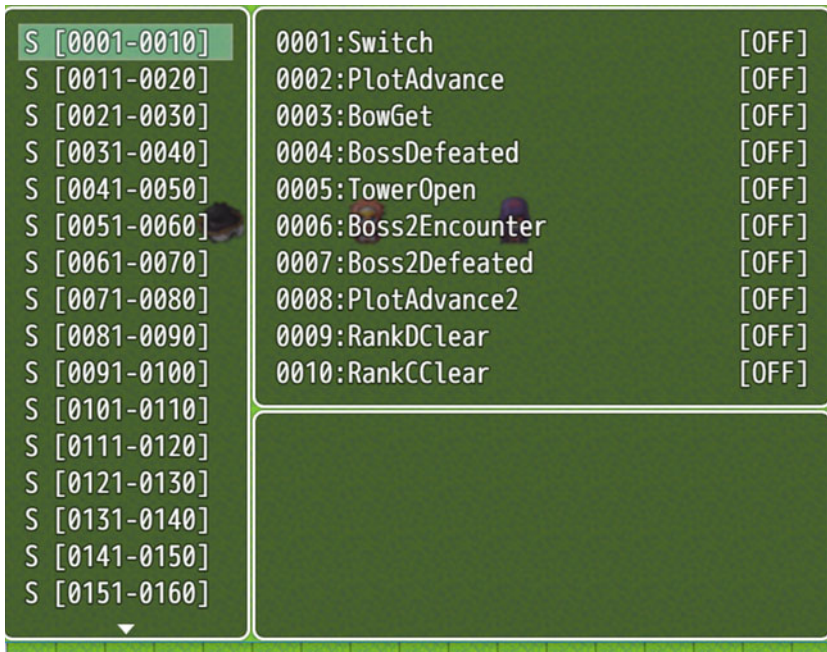 S [0001-0010]
S [0011-0020]
S [0021-0030]
S [0031-0040]
S [0041-0050]
S [0051-0060]
S [0061-0070]
S [0071-0080]
S [0081-0090]
S [0091-0100]
S [0101-0110]
S [0111-0120]
S [0121-0130]
S [0131-0140]
S [0141-0150]
S [0151-0160]
0001:Switch [OFF]
0002:PlotAdvance [OFF]
0003:BowGet [OFF]
0004:BossDefeated [OFF]
0005:TowerOpen [OFF]
0006:Boss2Encounter [OFF]
0007:Boss2Defeated [OFF]
0008:PlotAdvance2 [OFF]
0009:RankDClear [OFF]
0010:RankCClear [OFF]